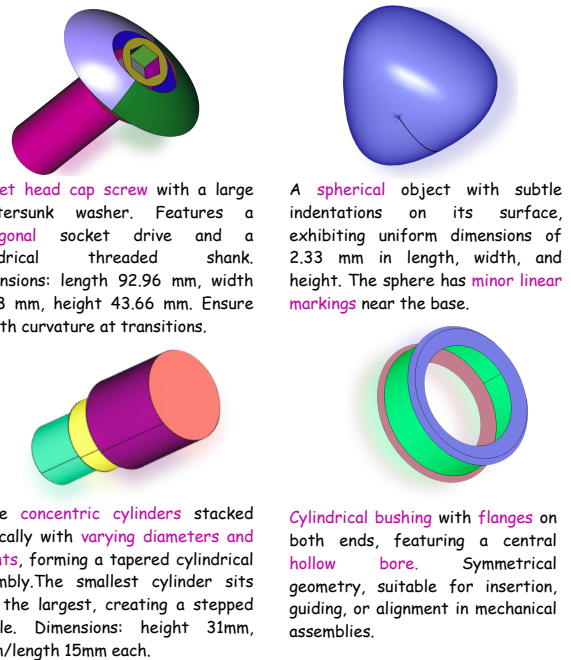 et head cap screw with a large
tersunk washer. Features a
gonal socket drive and a
drical threaded shank.
nsions: length 92.96 mm, width
mm, height 43.66 mm. Ensure
th curvature at transitions.
A spherical object with subtle
indentations on its surface,
exhibiting uniform dimensions of
2.33 mm in length, width, and
height. The sphere has minor linear
markings near the base.
e concentric cylinders stacked
cally with varying diameters and
ts, forming a tapered cylindrical
mbly.The smallest cylinder sits
the largest, creating a stepped
le. Dimensions: height 31mm,
/length 15mm each.
Cylindrical bushing with flanges on
both ends, featuring a central
hollow bore. Symmetrical
geometry, suitable for insertion,
guiding, or alignment in mechanical
assemblies.